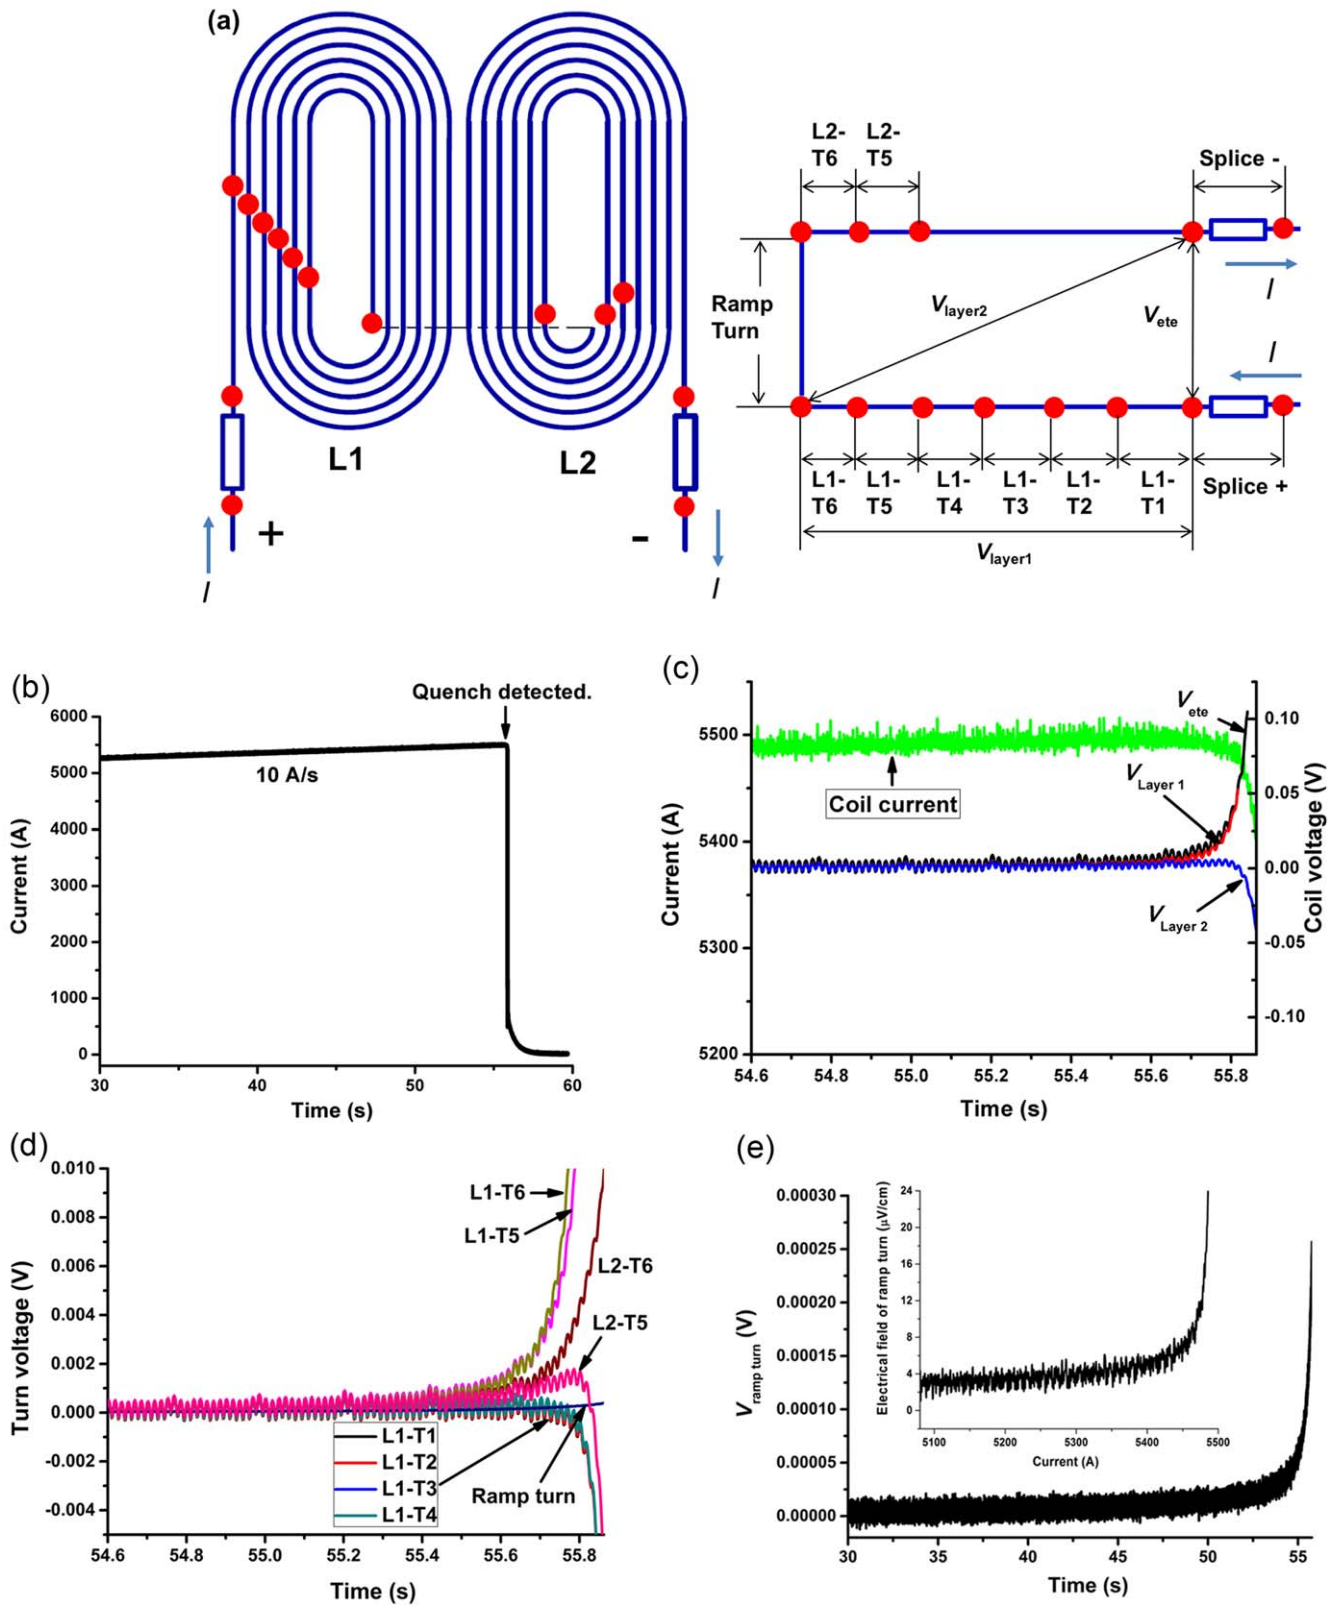 (a)
L1
L2
+
-
I
I
L2-
T6
L2-
T5
Splice -
Ramp
Turn
Vlayer2
Vete
I
I
L1-
T6
L1-
T5
L1-
T4
L1-
T3
L1-
T2
L1-
T1
Splice +
Vlayer1
(b)
Quench detected.
10 A/s
Current (A)
6000
5000
4000
3000
2000
1000
0
30
40
50
60
Time (s)
(c)
Vete
VLayer 1
Coil current
VLayer 2
Current (A)
5500
5400
5300
5200
Coil voltage (V)
0.10
0.05
0.00
-0.05
-0.10
54.6
54.8
55.0
55.2
55.4
55.6
55.8
Time (s)
(d)
Turn voltage (V)
0.010
0.008
0.006
0.004
0.002
0.000
-0.002
-0.004
L1-T6
L1-T5
L2-T6
L2-T5
L1-T1
L1-T2
L1-T3
L1-T4
Ramp turn
54.6
54.8
55.0
55.2
55.4
55.6
55.8
Time (s)
(e)
Vramp turn (V)
0.00030
0.00025
0.00020
0.00015
0.00010
0.00005
0.00000
Electrical field of ramp turn (μV/cm)
24
20
16
12
8
4
0
5100
5200
5300
5400
5500
Current (A)
30
35
40
45
50
55
Time (s)